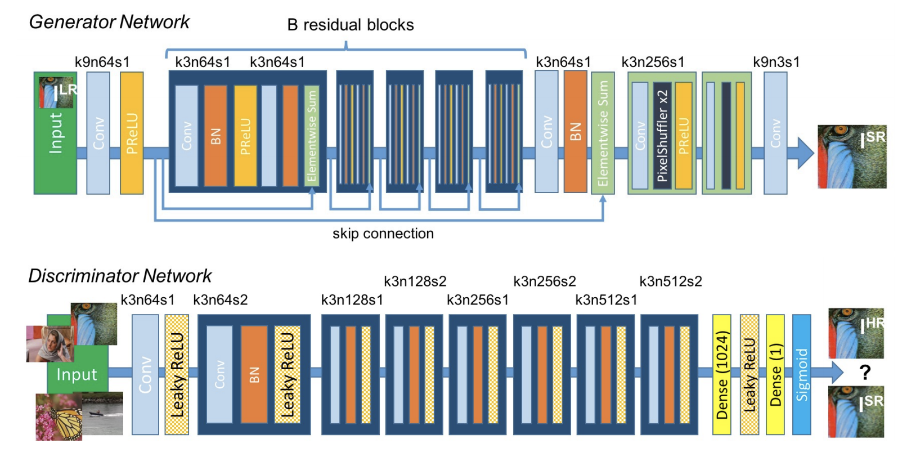 Generator Network
B residual blocks
k9n64s1
k3n64s1
k3n64s1
k3n64s1
k3n256s1
k9n3s1
I^LR
Input
Conv
PReLU
Conv
BN
PReLU
Elementwise Sum
Conv
BN
Elementwise Sum
Conv
PixelShuffler x2
PReLU
Conv
I^SR
skip connection
Discriminator Network
k3n128s2
k3n256s2
k3n512s2
k3n64s1
k3n64s2
k3n128s1
k3n256s1
k3n512s1
Input
Conv
Leaky ReLU
Conv
BN
Leaky ReLU
Dense (1024)
Leaky ReLU
Dense (1)
Sigmoid
I^HR
?
I^SR